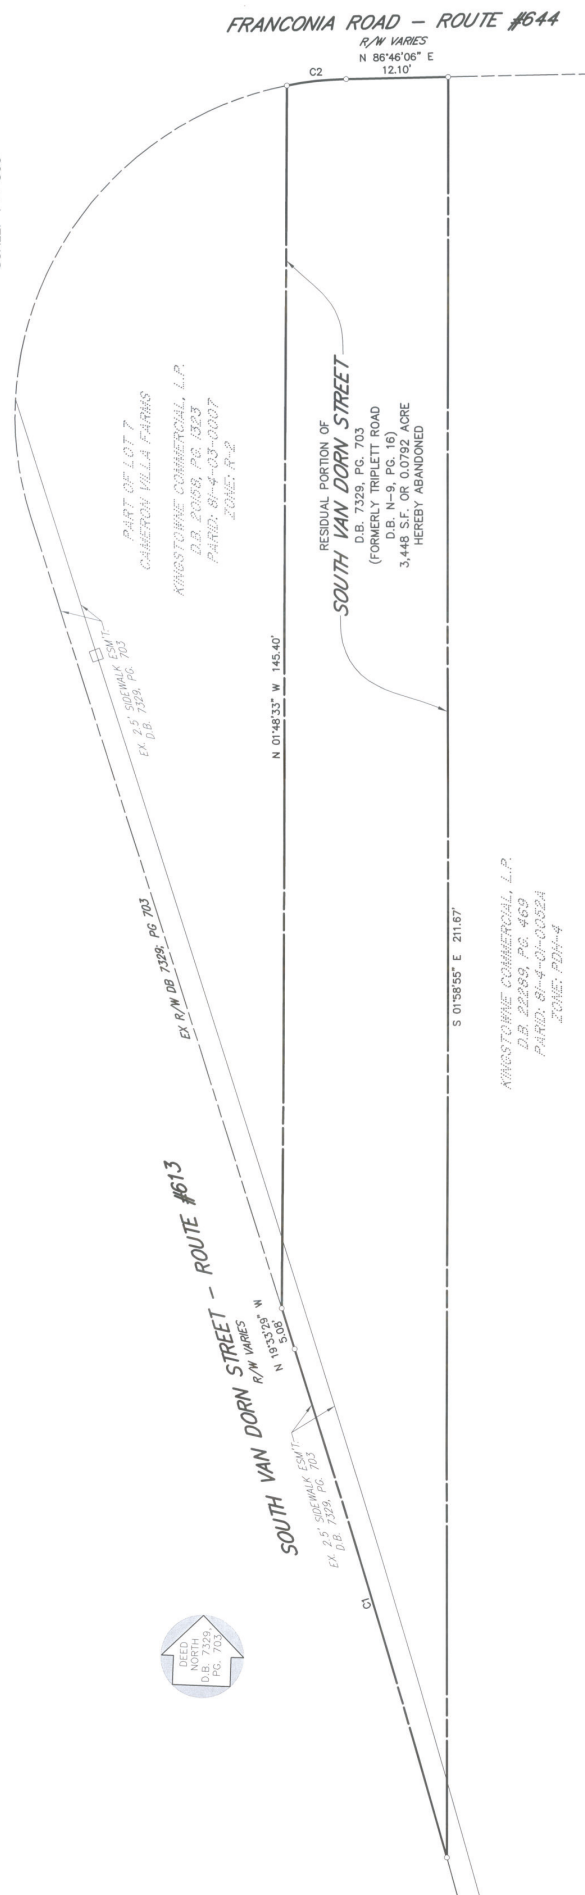 FRANCONIA ROAD – ROUTE #644
R/W VARIES
N 86°46'06" E
12.10'
C2
PART OF LOT 7
CAMERON VILLA FARMS
KINGSTOWNE COMMERCIAL, L.P.
D.B. 20158, PG. 1323
PARID: 81-4-03-0007
ZONE: R-2
RESIDUAL PORTION OF
SOUTH VAN DORN STREET
D.B. 7329, PG. 703
(FORMERLY TRIPLETT ROAD
D.B. N-9, PG. 16)
3,448 S.F. OR 0.0792 ACRE
HEREBY ABANDONED
EX. 2.5' SIDEWALK ESM'T
D.B. 7329, PG. 703
N 01°48'33" W 145.40'
EX R/W DB 7329, PG 703
S 01°58'55" E 211.67'
KINGSTOWNE COMMERCIAL, L.P.
D.B. 22289, PG. 469
PARID: 81-4-01-0052A
ZONE: PDH-4
SOUTH VAN DORN STREET – ROUTE #613
R/W VARIES
N 19°33'29" W
5.08'
EX. 2.5' SIDEWALK ESM'T
D.B. 7329, PG. 703
C1
DEED
NORTH
D.B. 7329,
PG. 703